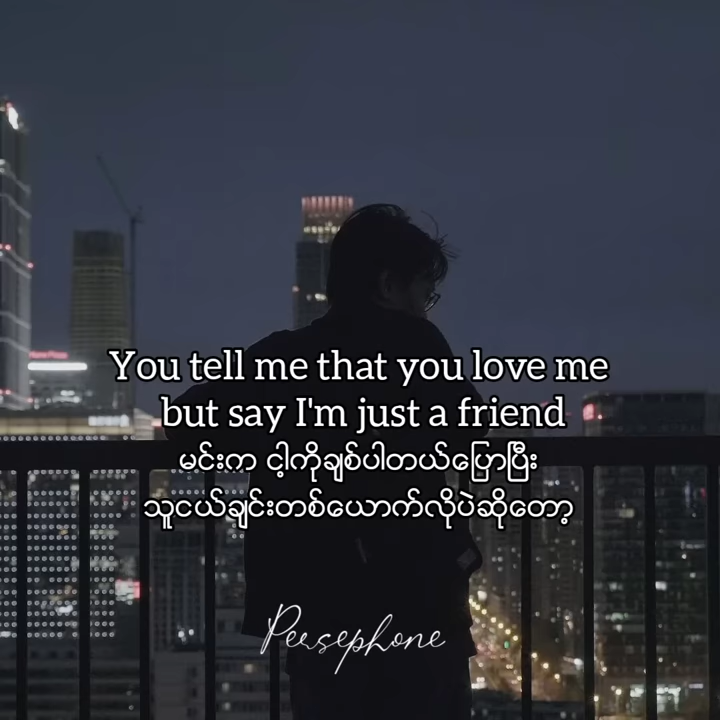 You tell me that you love me
but say I'm just a friend
မင်းက ငါ့ကိုချစ်ပါတယ်ပြောပြီး
သူငယ်ချင်းတစ်ယောက်လိုပဲဆိုတော့
Persephone